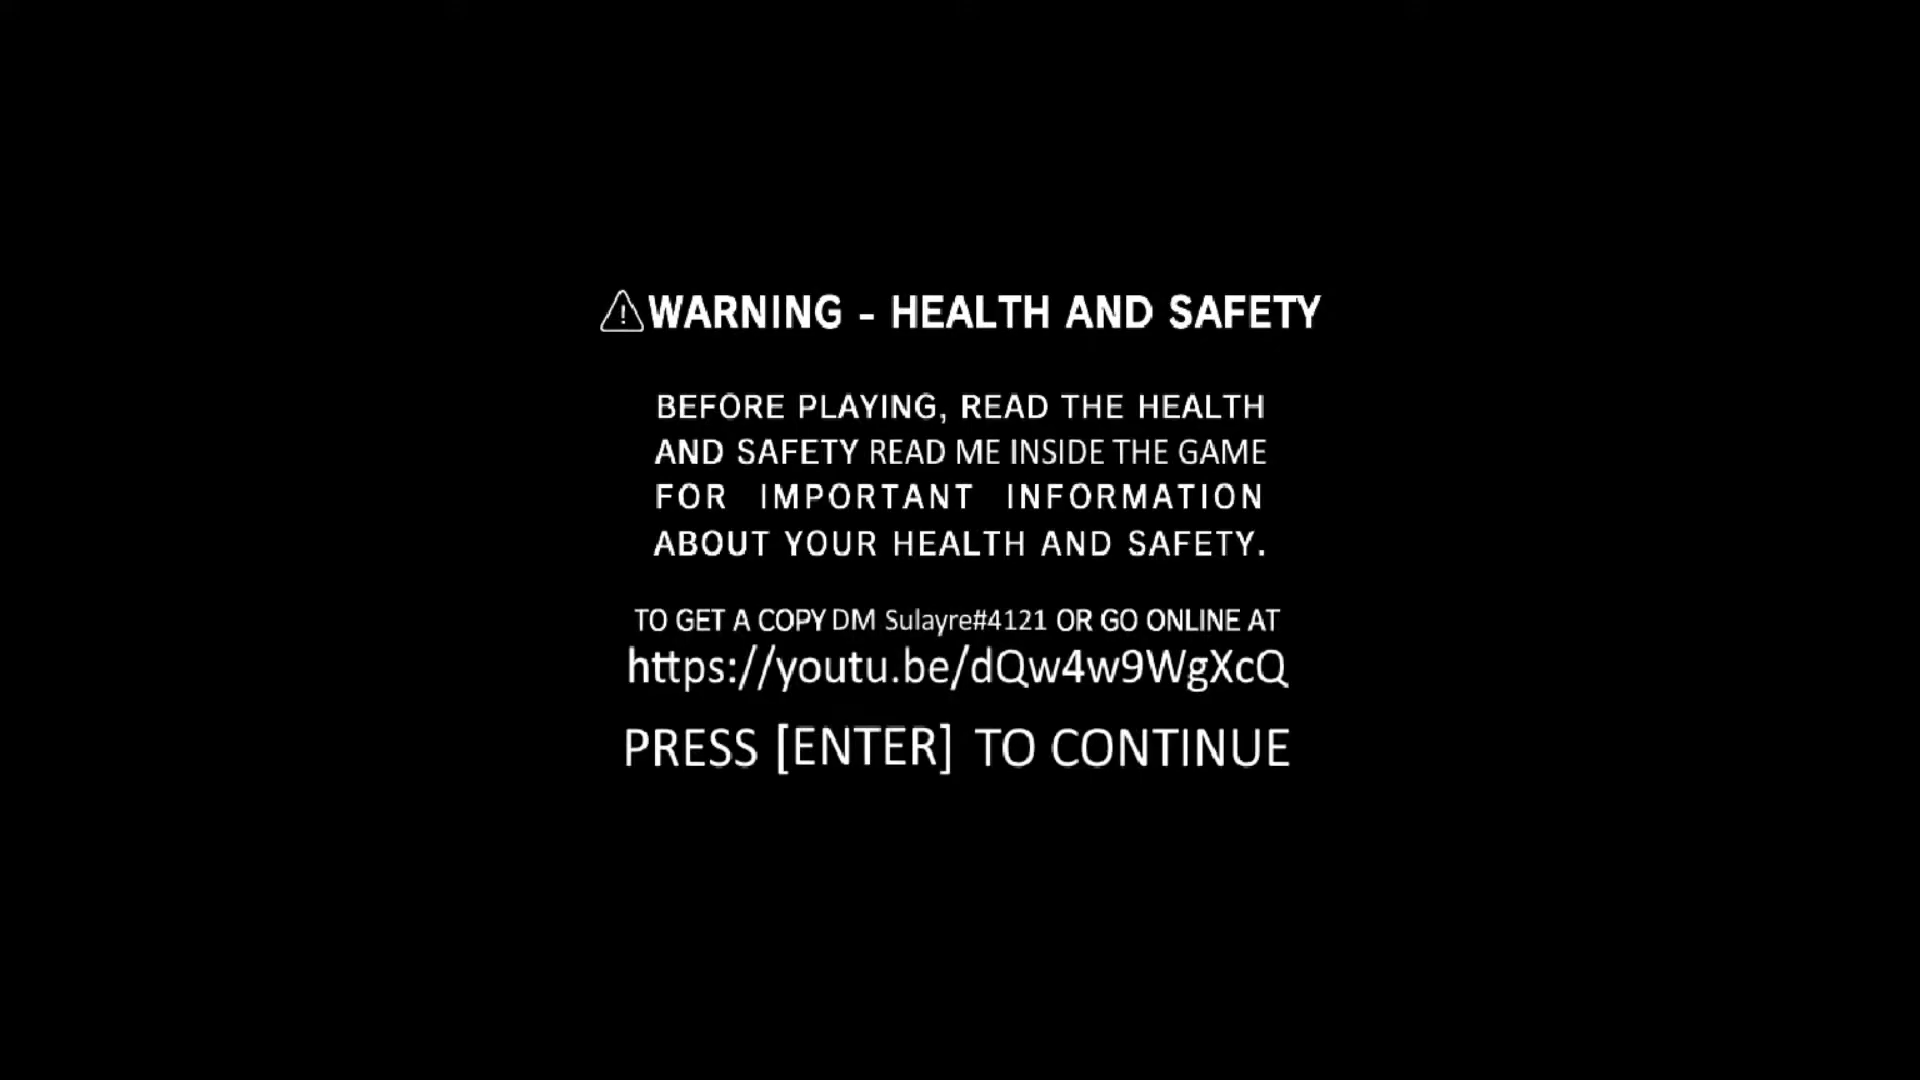 ⚠WARNING - HEALTH AND SAFETY
BEFORE PLAYING, READ THE HEALTH
AND SAFETY READ ME INSIDE THE GAME
FOR IMPORTANT INFORMATION
ABOUT YOUR HEALTH AND SAFETY.
TO GET A COPY DM Sulayre#4121 OR GO ONLINE AT
https://youtu.be/dQw4w9WgXcQ
PRESS [ENTER] TO CONTINUE